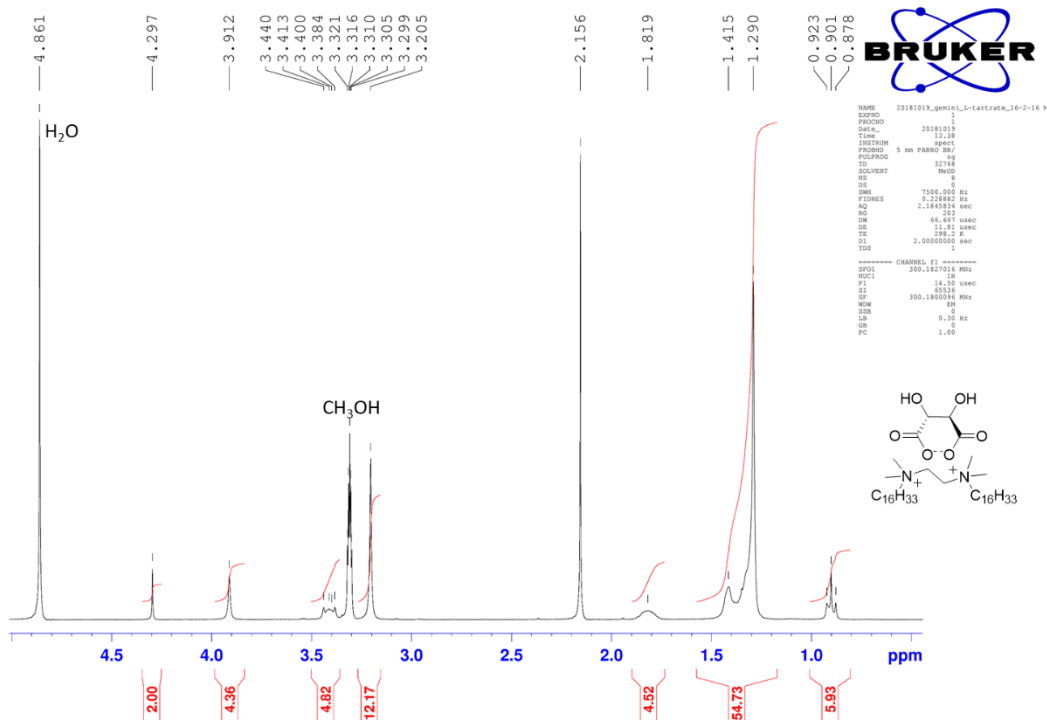 4.861
4.297
3.912
3.440
3.413
3.400
3.384
3.321
3.316
3.310
3.305
3.299
3.205
2.156
1.819
1.415
1.290
0.923
0.901
0.878
BRUKER
NAME 20181019_gemini_L-tartrate_16-2-16 M
EXPNO 1
PROCNO 1
Date_ 20181019
Time 13.38
INSTRUM spect
PROBHD 5 mm PABBO BB/
PULPROG zg
TD 32768
SOLVENT MeOD
NS 8
DS 0
SWH 7500.000 Hz
FIDRES 0.228882 Hz
AQ 2.1845834 sec
RG 203
DW 66.667 usec
DE 11.81 usec
TE 298.2 K
D1 2.00000000 sec
TD0 1
======== CHANNEL f1 ========
SFO1 300.1827016 MHz
NUC1 1H
P1 14.50 usec
SI 65536
SF 300.1800096 MHz
WDW EM
SSB 0
LB 0.30 Hz
GB 0
PC 1.00
H₂O
CH₃OH
HO OH
O O
O--O
N+ +N
C16H33 C16H33
4.5 4.0 3.5 3.0 2.5 2.0 1.5 1.0 ppm
2.00
4.36
4.82
12.17
4.52
54.73
5.93